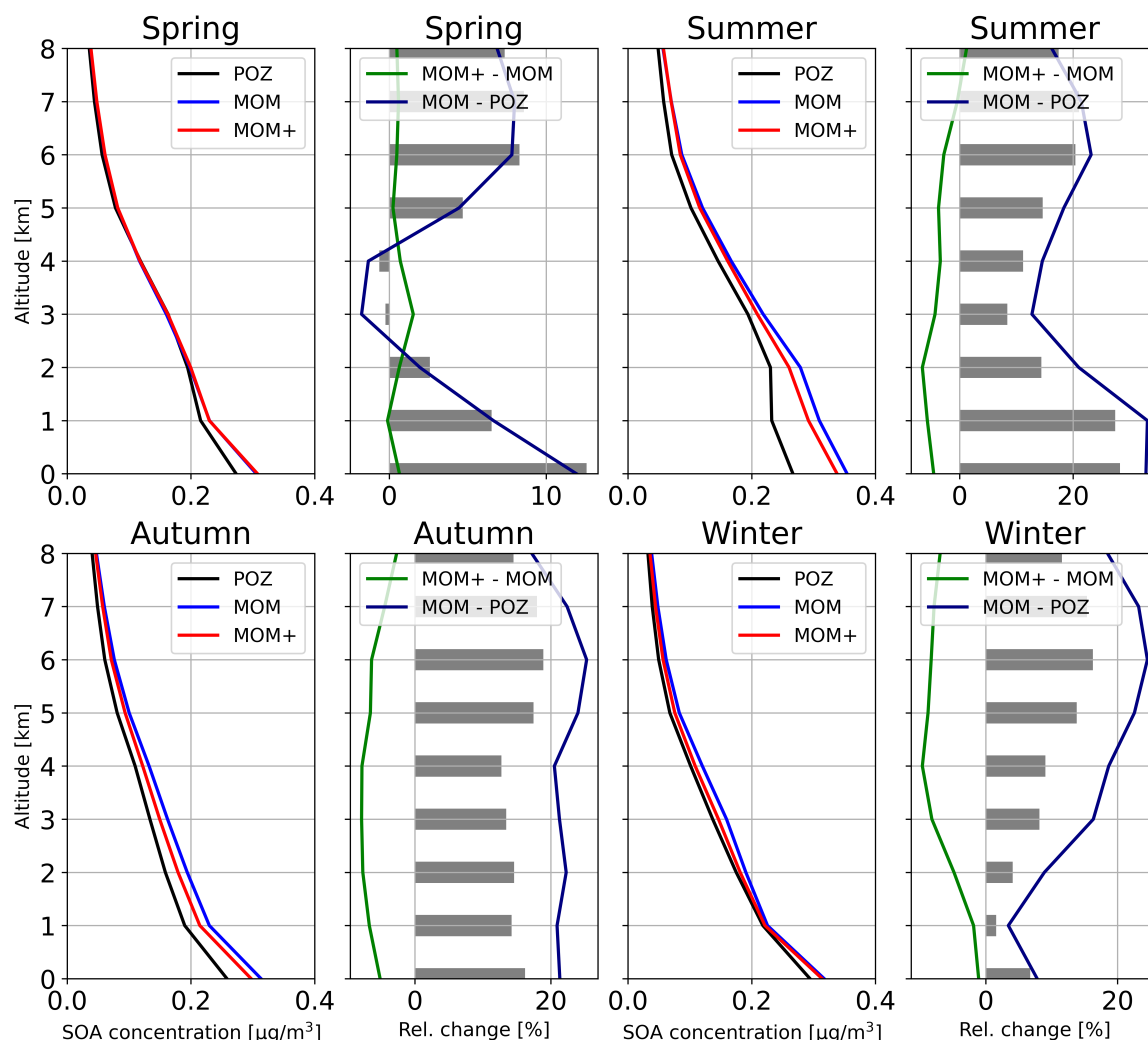 Spring
Spring
Summer
Summer
POZ
MOM
MOM+
MOM+ - MOM
MOM - POZ
POZ
MOM
MOM+
MOM+ - MOM
MOM - POZ
Altitude [km]
8
7
6
5
4
3
2
1
0
0.0
0.2
0.4
0
10
0.0
0.2
0.4
0
20
Autumn
Autumn
Winter
Winter
POZ
MOM
MOM+
MOM+ - MOM
MOM - POZ
POZ
MOM
MOM+
MOM+ - MOM
MOM - POZ
Altitude [km]
8
7
6
5
4
3
2
1
0
0.0
0.2
0.4
0
20
0.0
0.2
0.4
0
20
SOA concentration [μg/m³]
Rel. change [%]
SOA concentration [μg/m³]
Rel. change [%]